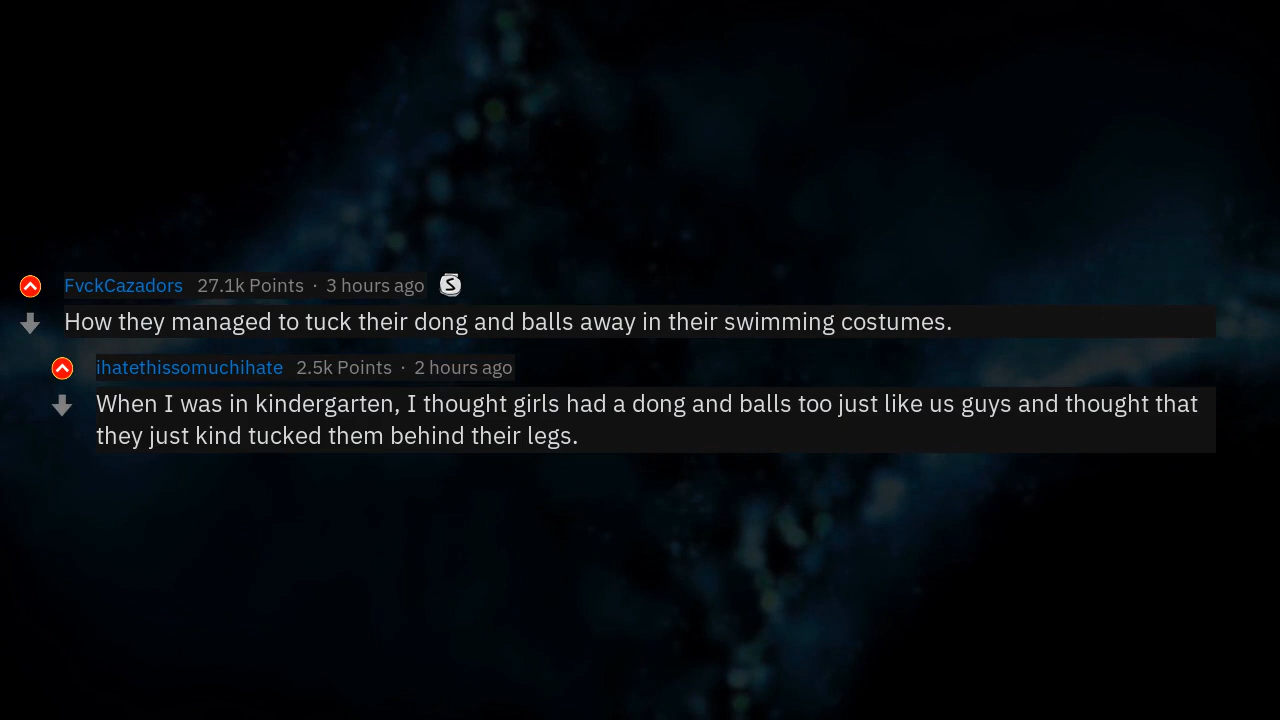 FvckCazadors 27.1k Points · 3 hours ago S
How they managed to tuck their dong and balls away in their swimming costumes.
ihatethissomuchihate 2.5k Points · 2 hours ago
When I was in kindergarten, I thought girls had a dong and balls too just like us guys and thought that
they just kind tucked them behind their legs.